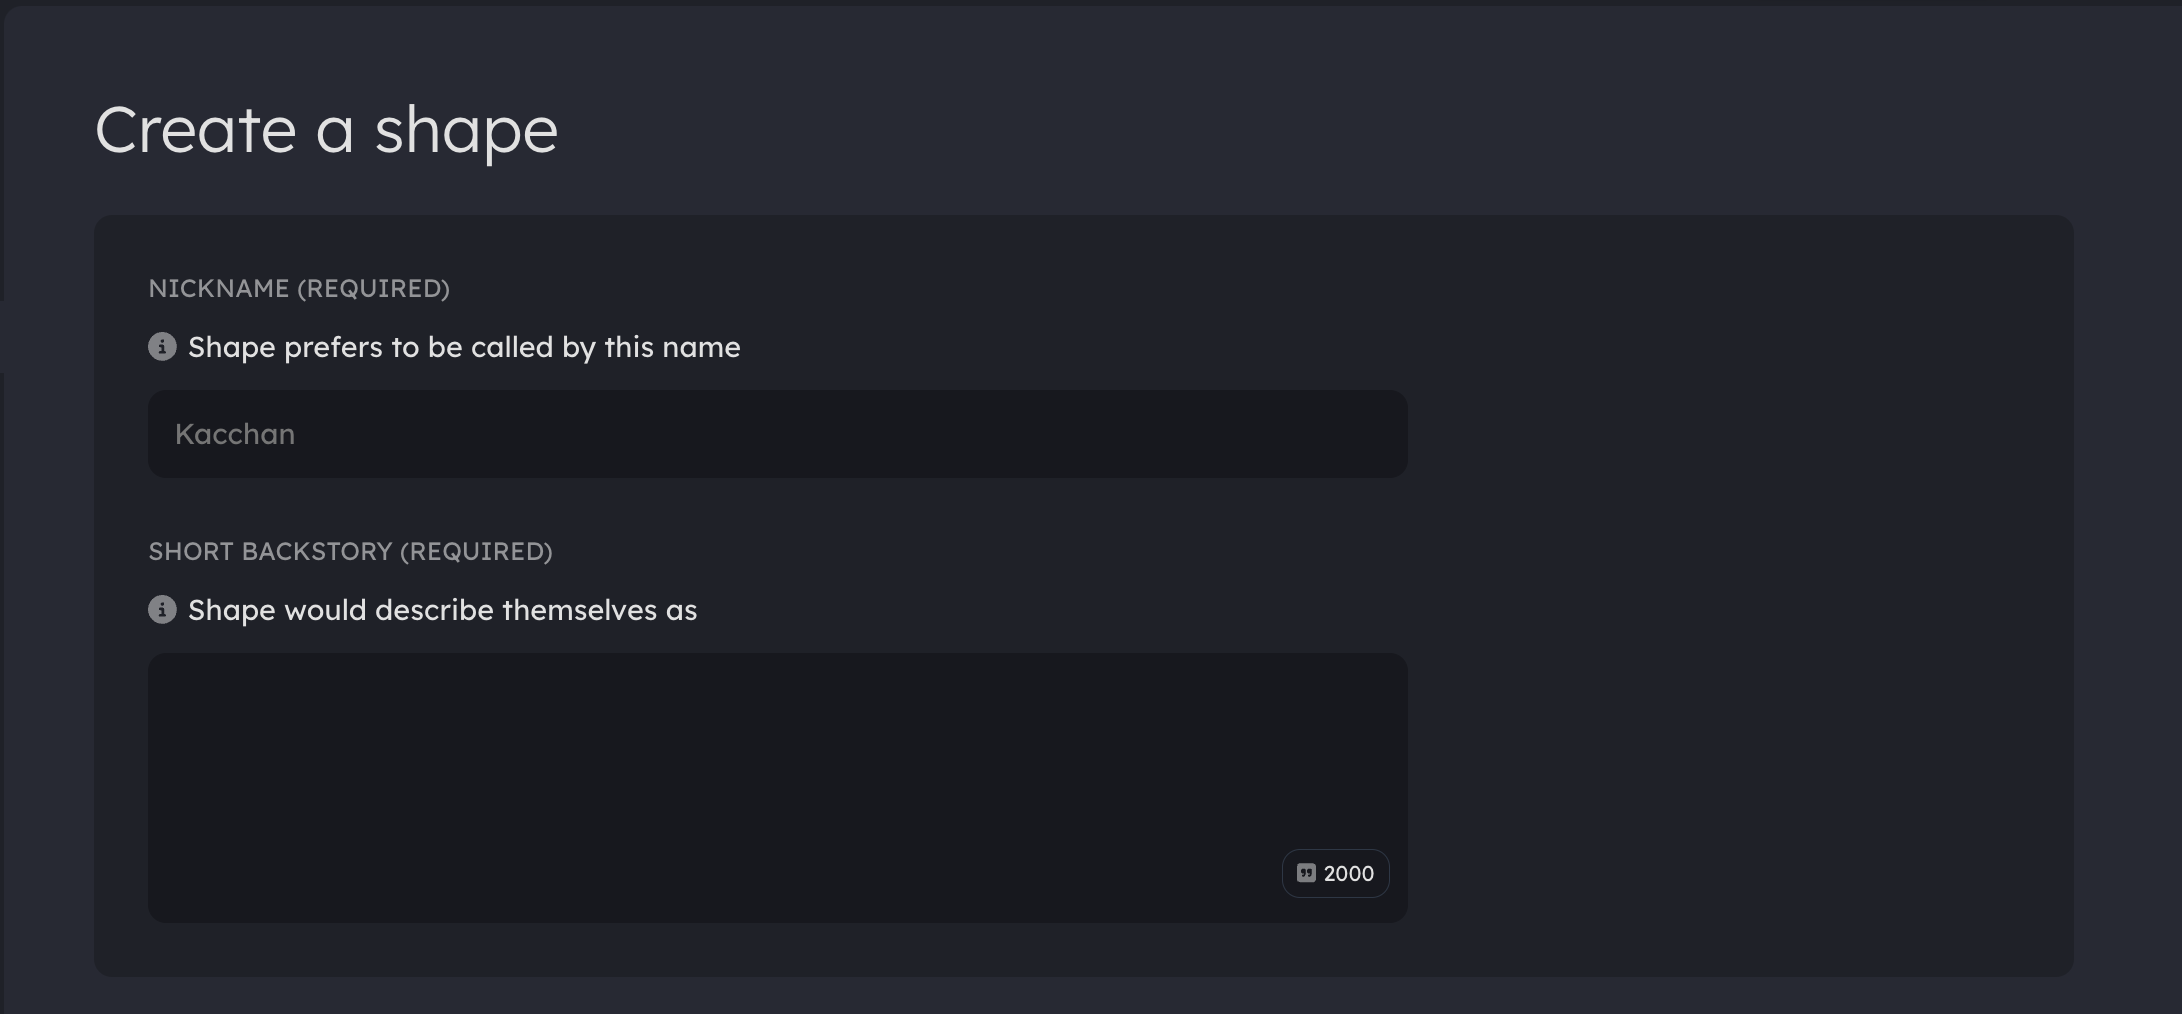 Create a shape
NICKNAME (REQUIRED)
Shape prefers to be called by this name
Kacchan
SHORT BACKSTORY (REQUIRED)
Shape would describe themselves as
2000